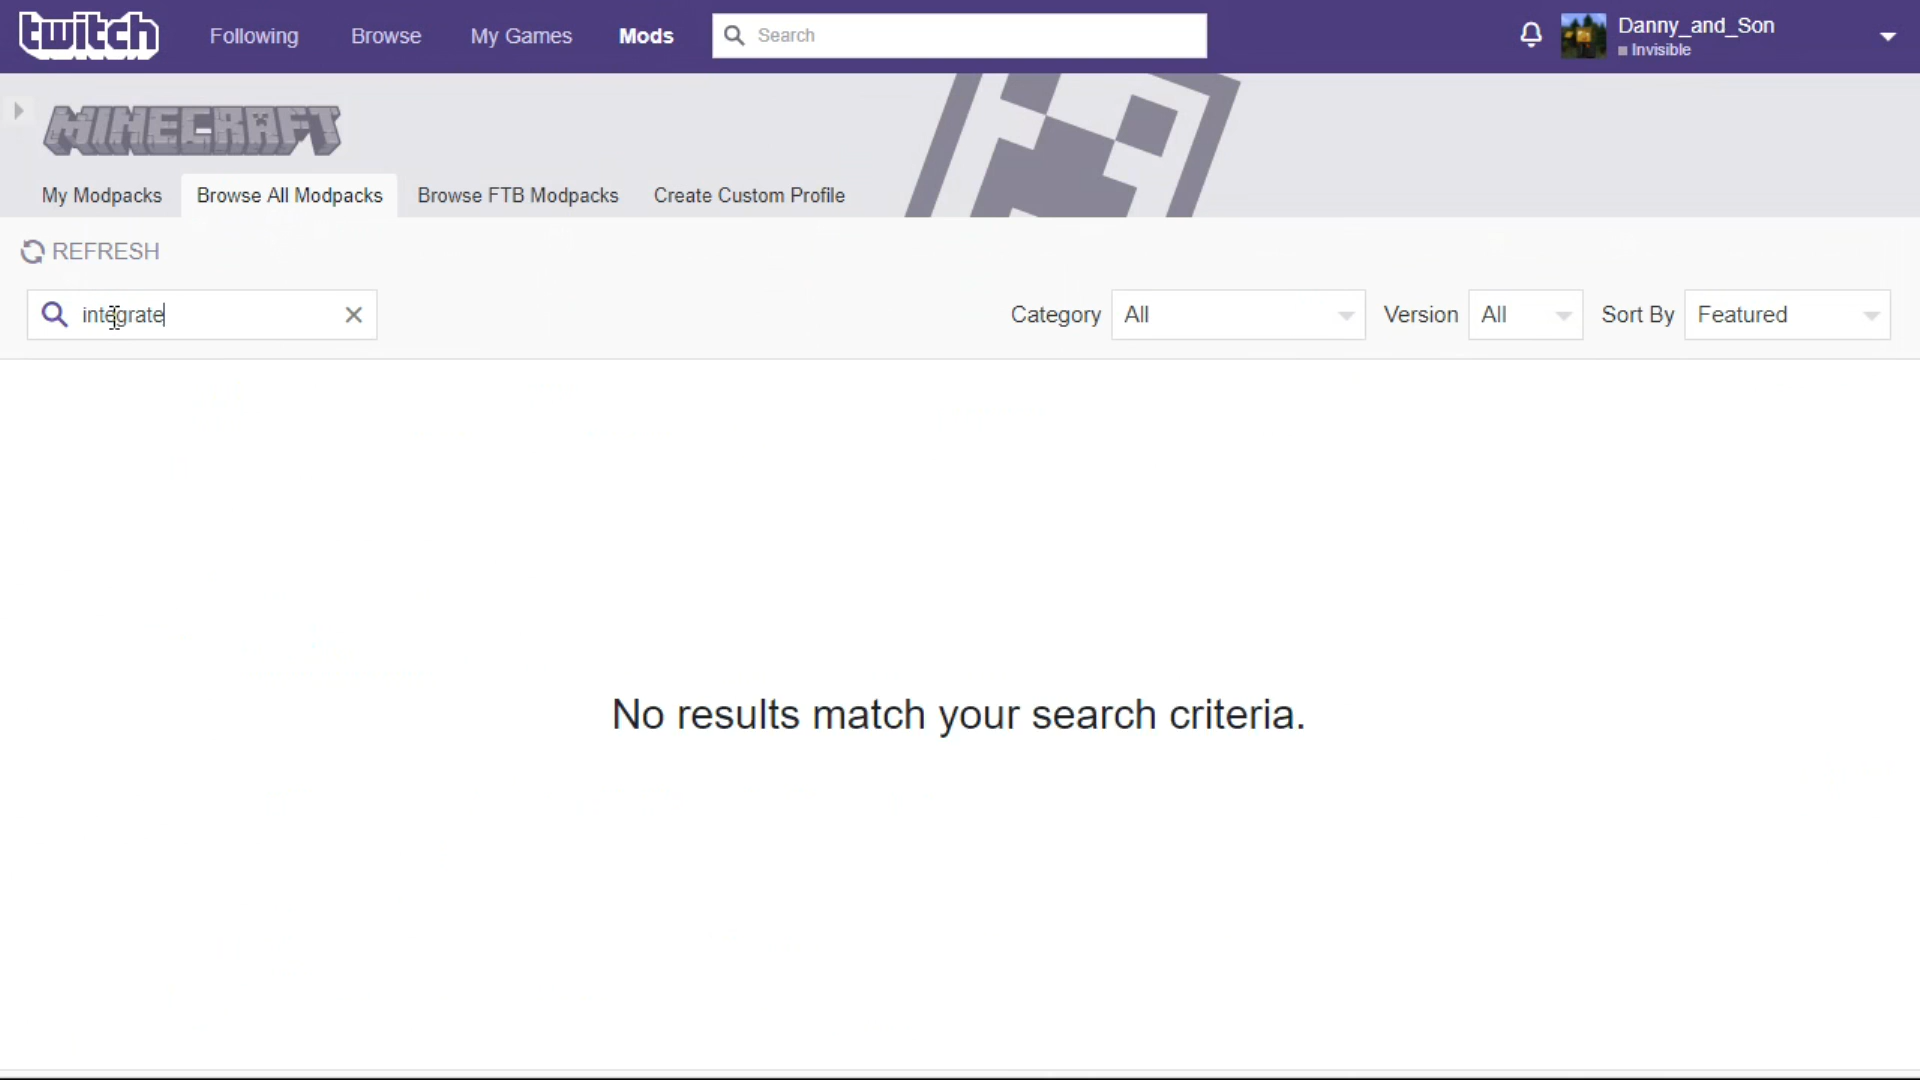 twitch Following Browse My Games Mods Search Danny_and_Son
Invisible
MINECRAFT
My Modpacks Browse All Modpacks Browse FTB Modpacks Create Custom Profile
REFRESH
integrate Category All Version All Sort By Featured
No results match your search criteria.